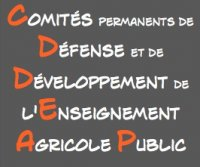 Comités permanents de
Défense et de
Développement de
l'Enseignement
Agricole Public